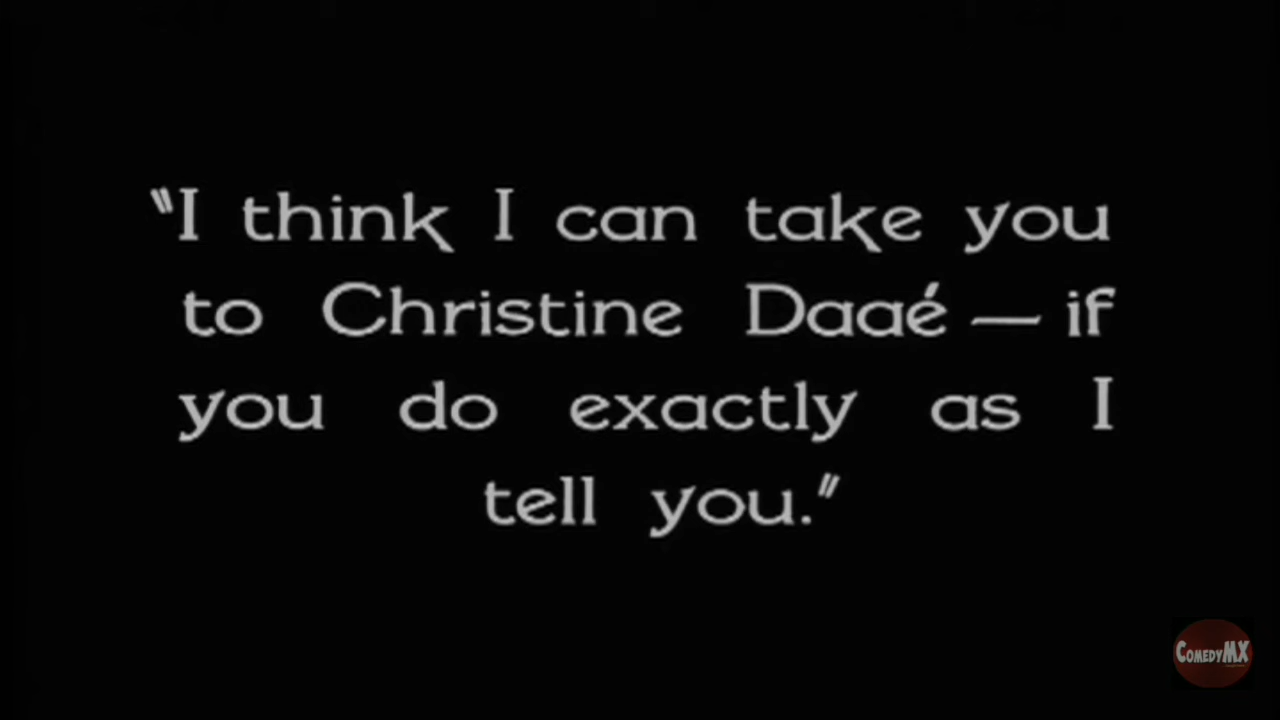 "I think I can take you
to Christine Daaé — if
you do exactly as I
tell you."
COMEDYMX